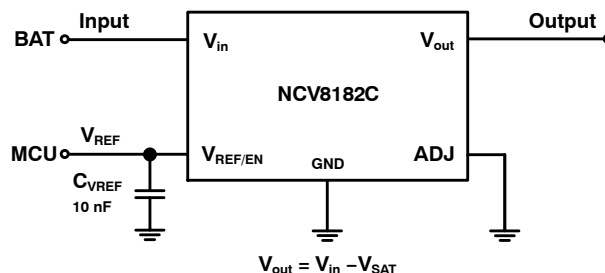 Input
Output
BAT
V_in
V_out
NCV8182C
V_REF
MCU
V_REF/EN
GND
ADJ
C_VREF
10 nF
V_out = V_in −V_SAT